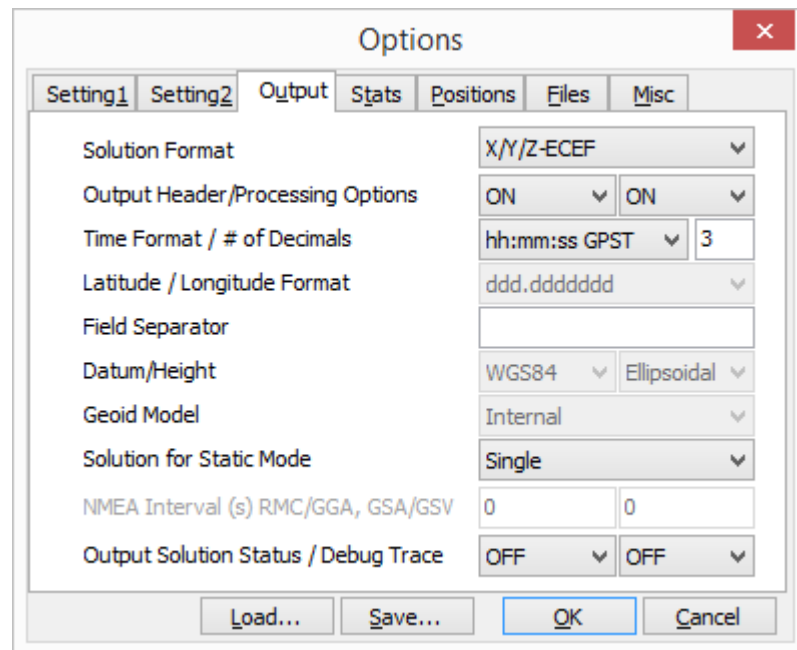 Options
Setting1 Setting2 Output Stats Positions Files Misc
Solution Format X/Y/Z-ECEF
Output Header/Processing Options ON ON
Time Format / # of Decimals hh:mm:ss GPST 3
Latitude / Longitude Format ddd.ddddddd
Field Separator
Datum/Height WGS84 Ellipsoidal
Geoid Model Internal
Solution for Static Mode Single
NMEA Interval (s) RMC/GGA, GSA/GSV 0 0
Output Solution Status / Debug Trace OFF OFF
Load... Save... OK Cancel